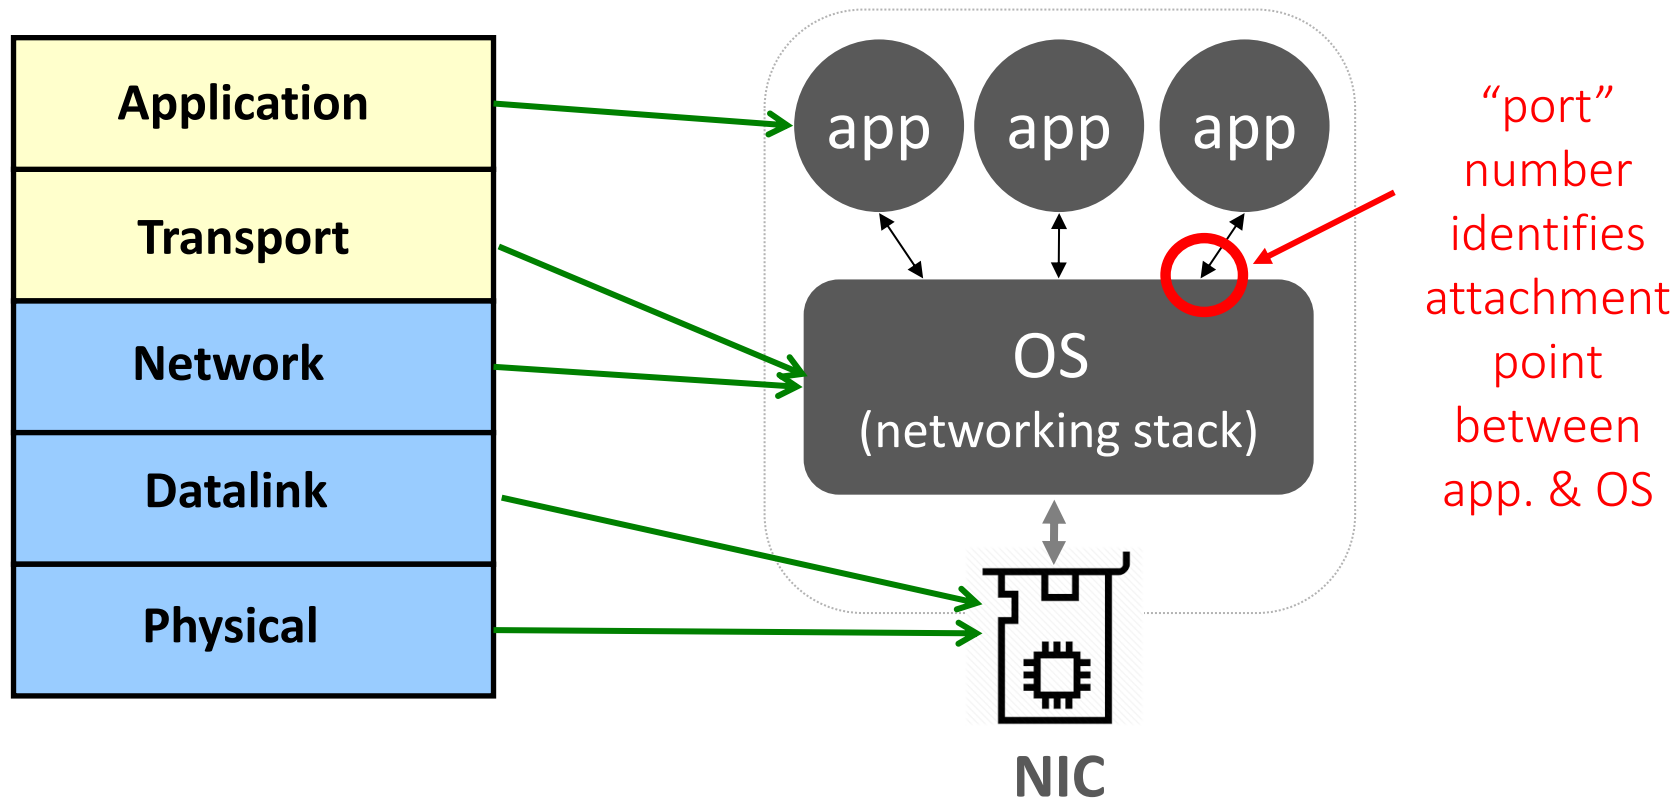 Application
Transport
Network
Datalink
Physical
app
app
app
OS
(networking stack)
NIC
“port”
number
identifies
attachment
point
between
app. & OS